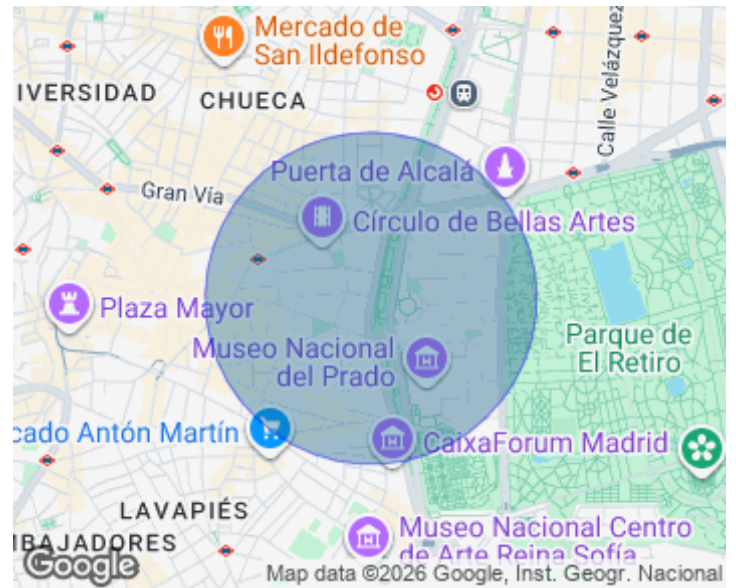 Mercado de
San Ildefonso
IVERSIDAD
CHUECA
Calle Velázquez
Puerta de Alcalá
Gran Vía
Círculo de Bellas Artes
Plaza Mayor
Museo Nacional
del Prado
Parque de
El Retiro
cado Antón Martín
CaixaForum Madrid
LAVAPIÉS
BAJADORES
Museo Nacional Centro
de Arte Reina Sofía
Google
Map data ©2026 Google, Inst. Geogr. Nacional